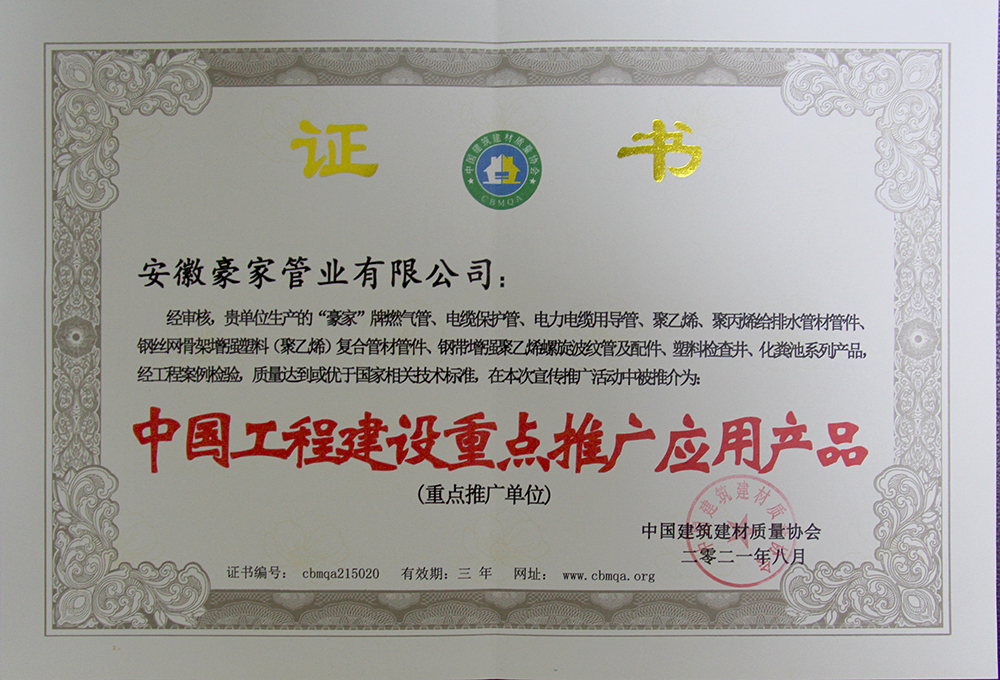 证 书
中国建筑建材质量协会
CBMQA
安徽豪家管业有限公司：
经审核，贵单位生产的“豪家”牌燃气管、电缆保护管、电力电缆用导管、聚乙烯、聚丙烯给排水管材管件、
钢丝网骨架增强塑料（聚乙烯）复合管材管件、钢带增强聚乙烯螺旋波纹管及配件、塑料检查井、化粪池系列产品，
经工程案例检验，质量达到或优于国家相关技术标准，在本次宣传推广活动中被推介为：
中国工程建设重点推广应用产品
（重点推广单位）
中国建筑建材质量协会
二零二一年八月
证书编号： cbmqa215020 有效期：三 年 网址： www.cbmqa.org